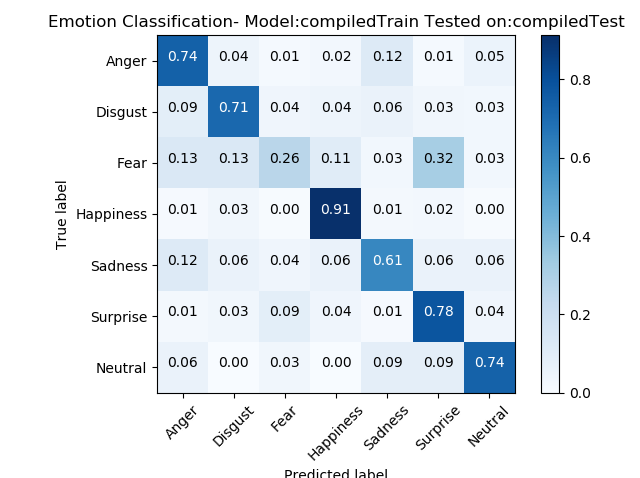 Emotion Classification- Model:compiledTrain Tested on:compiledTest
True label
Anger 0.74 0.04 0.01 0.02 0.12 0.01 0.05
Disgust 0.09 0.71 0.04 0.04 0.06 0.03 0.03
Fear 0.13 0.13 0.26 0.11 0.03 0.32 0.03
Happiness 0.01 0.03 0.00 0.91 0.01 0.02 0.00
Sadness 0.12 0.06 0.04 0.06 0.61 0.06 0.06
Surprise 0.01 0.03 0.09 0.04 0.01 0.78 0.04
Neutral 0.06 0.00 0.03 0.00 0.09 0.09 0.74
Anger Disgust Fear Happiness Sadness Surprise Neutral
Predicted label
0.8
0.6
0.4
0.2
0.0